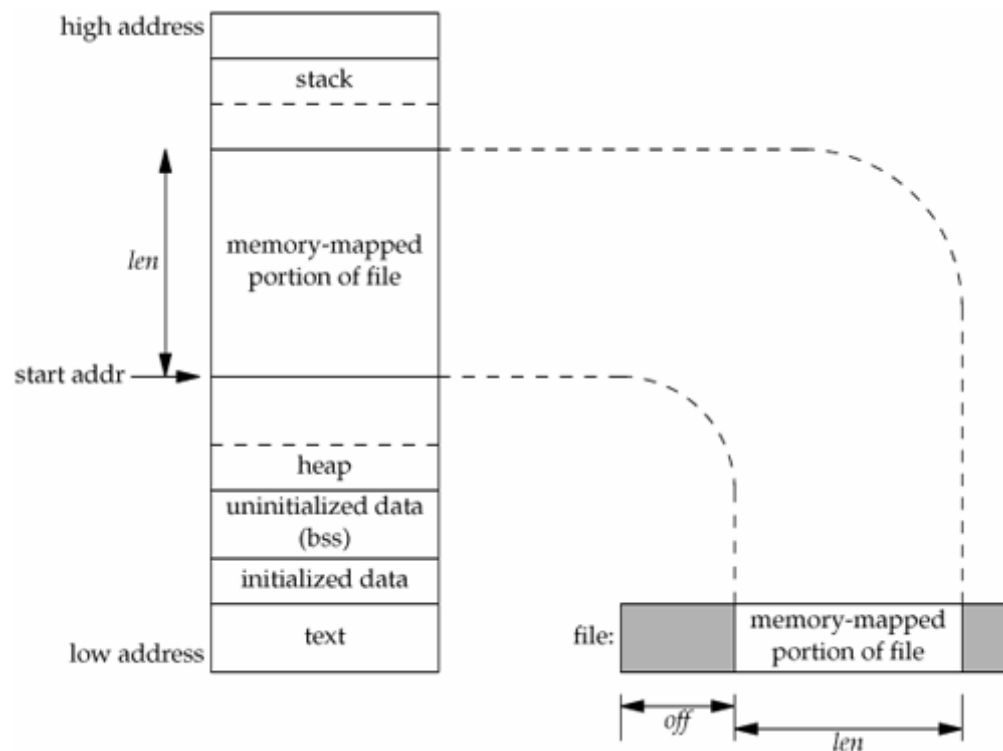 high address
stack
memory-mapped
portion of file
len
start addr
heap
uninitialized data
(bss)
initialized data
text
low address
file:
memory-mapped
portion of file
off
len